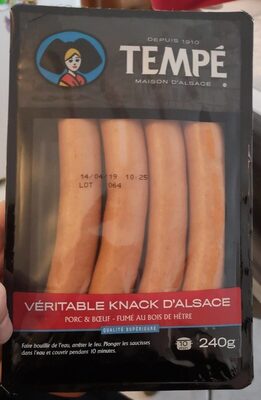 DEPUIS 1910
TEMPÉ
MAISON D'ALSACE
14/04/19 10:25
LOT 064
VÉRITABLE KNACK D'ALSACE
PORC & BŒUF - FUMÉ AU BOIS DE HÊTRE
QUALITÉ SUPÉRIEURE
Faire bouillir de l'eau, arrêter le feu. Plonger les saucisses
dans l'eau et couvrir pendant 10 minutes.
10
240g